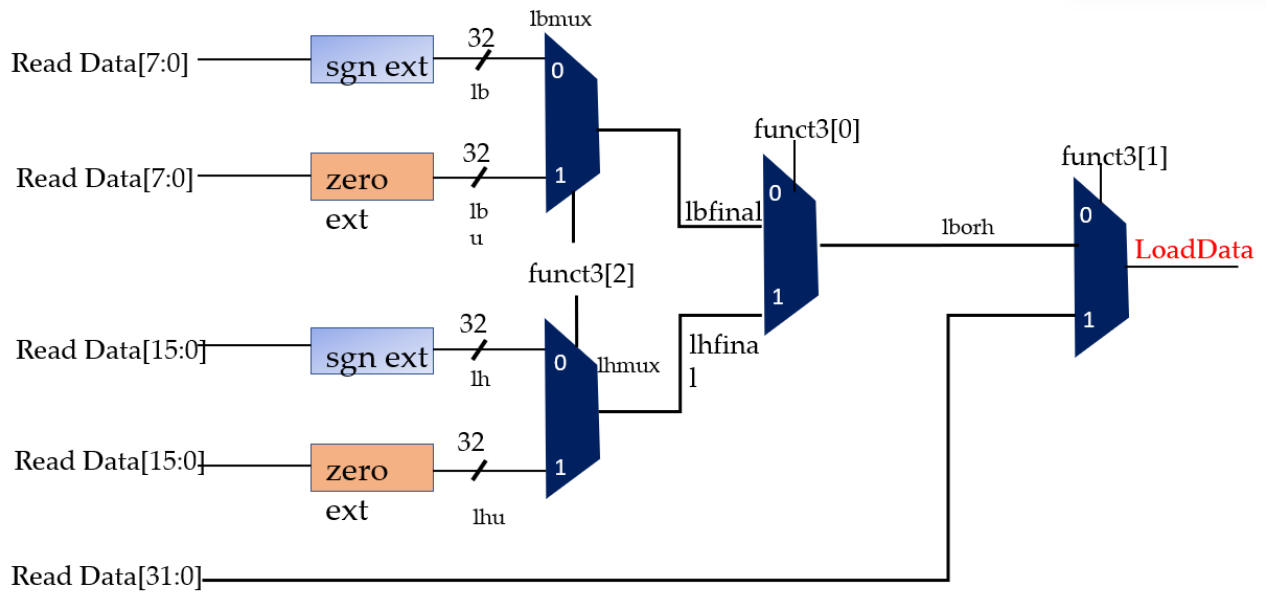 lbmux
Read Data[7:0]
sgn ext
32
lb
0
Read Data[7:0]
zero
ext
32
lb
u
1
funct3[2]
funct3[0]
0
lbfinal
1
lborh
funct3[1]
0
1
LoadData
Read Data[15:0]
sgn ext
32
lh
0
lhmux
lhfina
l
Read Data[15:0]
zero
ext
32
lhu
1
Read Data[31:0]